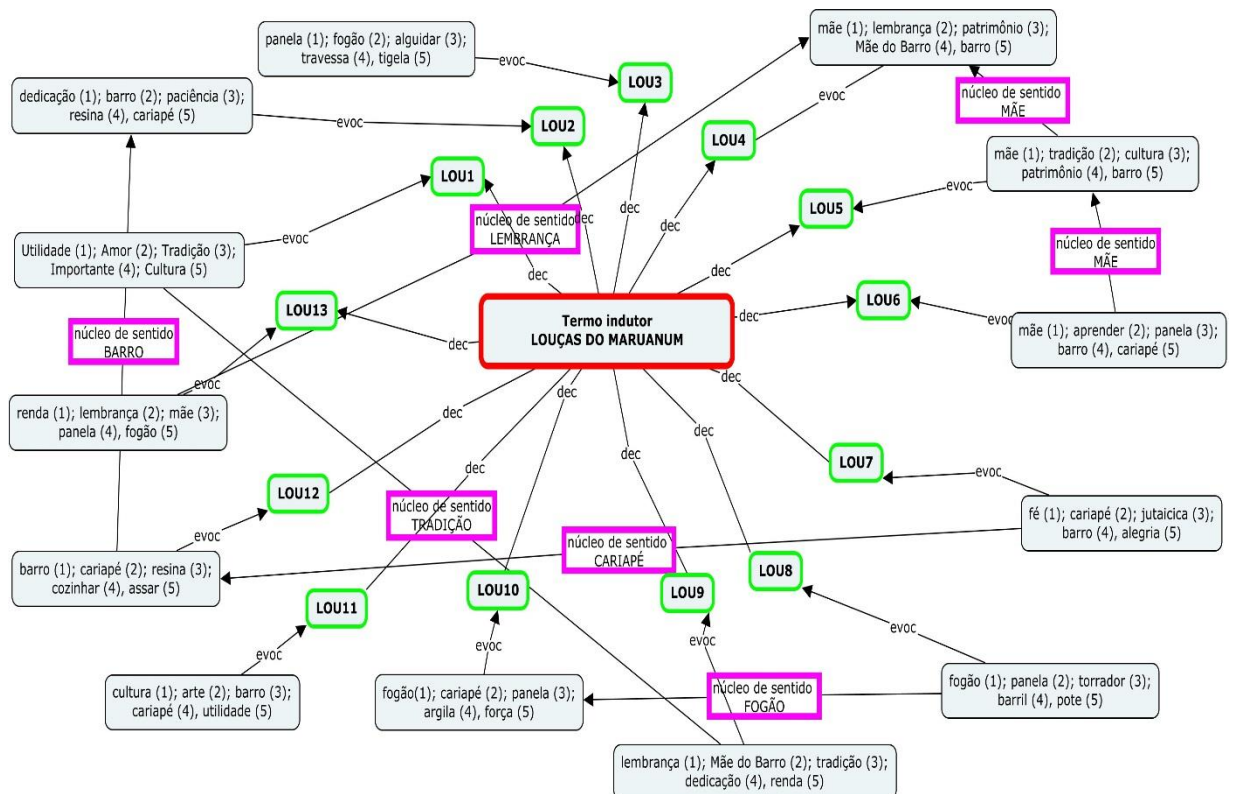 panela (1); fogão (2); alguidar (3);
travessa (4), tigela (5)
evoc
LOU3
mãe (1); lembrança (2); patrimônio (3);
Mãe do Barro (4), barro (5)
dedicação (1); barro (2); paciência (3);
resina (4), cariapé (5)
evoc
LOU2
LOU4
evoc
núcleo de sentido
MÃE
mãe (1); tradição (2); cultura (3);
patrimônio (4), barro (5)
LOU1
dec
evoc
LOU5
dec
Utilidade (1); Amor (2); Tradição (3);
Importante (4); Cultura (5)
evoc
núcleo de sentido
LEMBRANÇA
dec
dec
dec
dec
núcleo de sentido
MÃE
LOU13
dec
Termo indutor
LOUÇAS DO MARUANUM
dec
LOU6
evoc
mãe (1); aprender (2); panela (3);
barro (4), cariapé (5)
núcleo de sentido
BARRO
evoc
renda (1); lembrança (2); mãe (3);
panela (4), fogão (5)
dec
dec
dec
dec
dec
dec
LOU7
evoc
LOU12
núcleo de sentido
TRADIÇÃO
fé (1); cariapé (2); jutaicica (3);
barro (4), alegria (5)
evoc
núcleo de sentido
CARIAPÉ
barro (1); cariapé (2); resina (3);
cozinhar (4), assar (5)
LOU11
LOU10
LOU9
LOU8
evoc
evoc
evoc
evoc
cultura (1); arte (2); barro (3);
cariapé (4), utilidade (5)
fogão(1); cariapé (2); panela (3);
argila (4), força (5)
núcleo de sentido
FOGÃO
fogão (1); panela (2); torrador (3);
barril (4), pote (5)
lembrança (1); Mãe do Barro (2); tradição (3);
dedicação (4), renda (5)